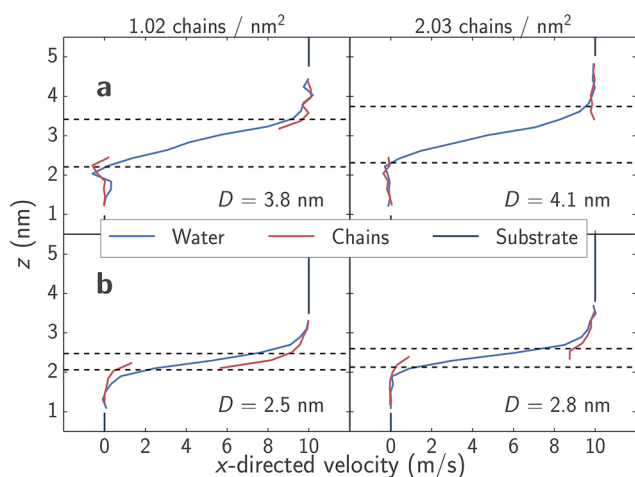 1.02 chains / nm² 2.03 chains / nm²
5
4
3
2
1
a
D = 3.8 nm D = 4.1 nm
z (nm)
Water Chains Substrate
5
4
3
2
1
b
D = 2.5 nm D = 2.8 nm
0 2 4 6 8 10 0 2 4 6 8 10
x-directed velocity (m/s)